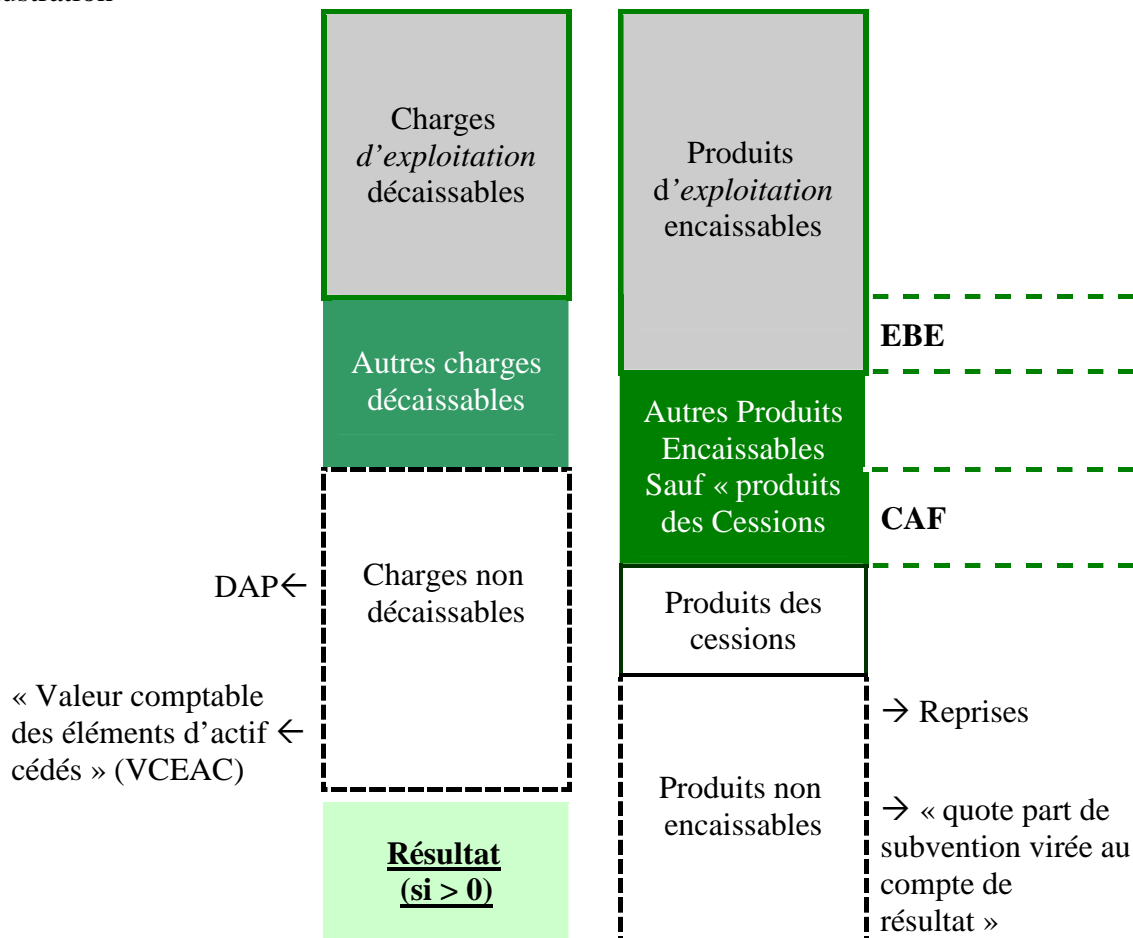 Charges
d’exploitation
décaissables
Produits
d’exploitation
encaissables
EBE
Autres charges
décaissables
Autres Produits
Encaissables
Sauf « produits
des Cessions
CAF
DAP←
Charges non
décaissables
Produits des
cessions
« Valeur comptable
des éléments d’actif ←
cédés » (VCEAC)
→ Reprises
Produits non
encaissables
→ « quote part de
subvention virée au
compte de
résultat »
Résultat
(si > 0)